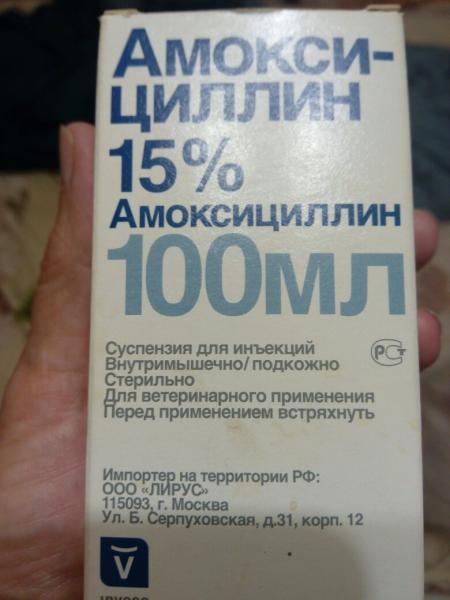 Амокси-
циллин
15%
Амоксициллин
100мл
Суспензия для инъекций
Внутримышечно/ подкожно
Стерильно
Для ветеринарного применения
Перед применением встряхнуть
РСТ
Импортер на территории РФ:
ООО «ЛИРУС»
115093, г. Москва
Ул. Б. Серпуховская, д.31, корп. 12